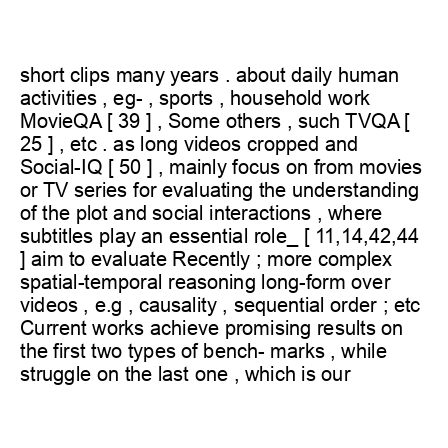 short clips many years . about daily human
activities , eg- , sports , household work
MovieQA [ 39 ] , Some others , such TVQA [
25 ] , etc . as long videos cropped and
Social-IQ [ 50 ] , mainly focus on from movies
or TV series for evaluating the understanding
of the plot and social interactions , where
subtitles play an essential role_ [ 11,14,42,44
] aim to evaluate Recently ; more complex
spatial-temporal reasoning long-form over
videos , e.g , causality , sequential order ; etc
Current works achieve promising results on
the first two types of bench- marks , while
struggle on the last one , which is our